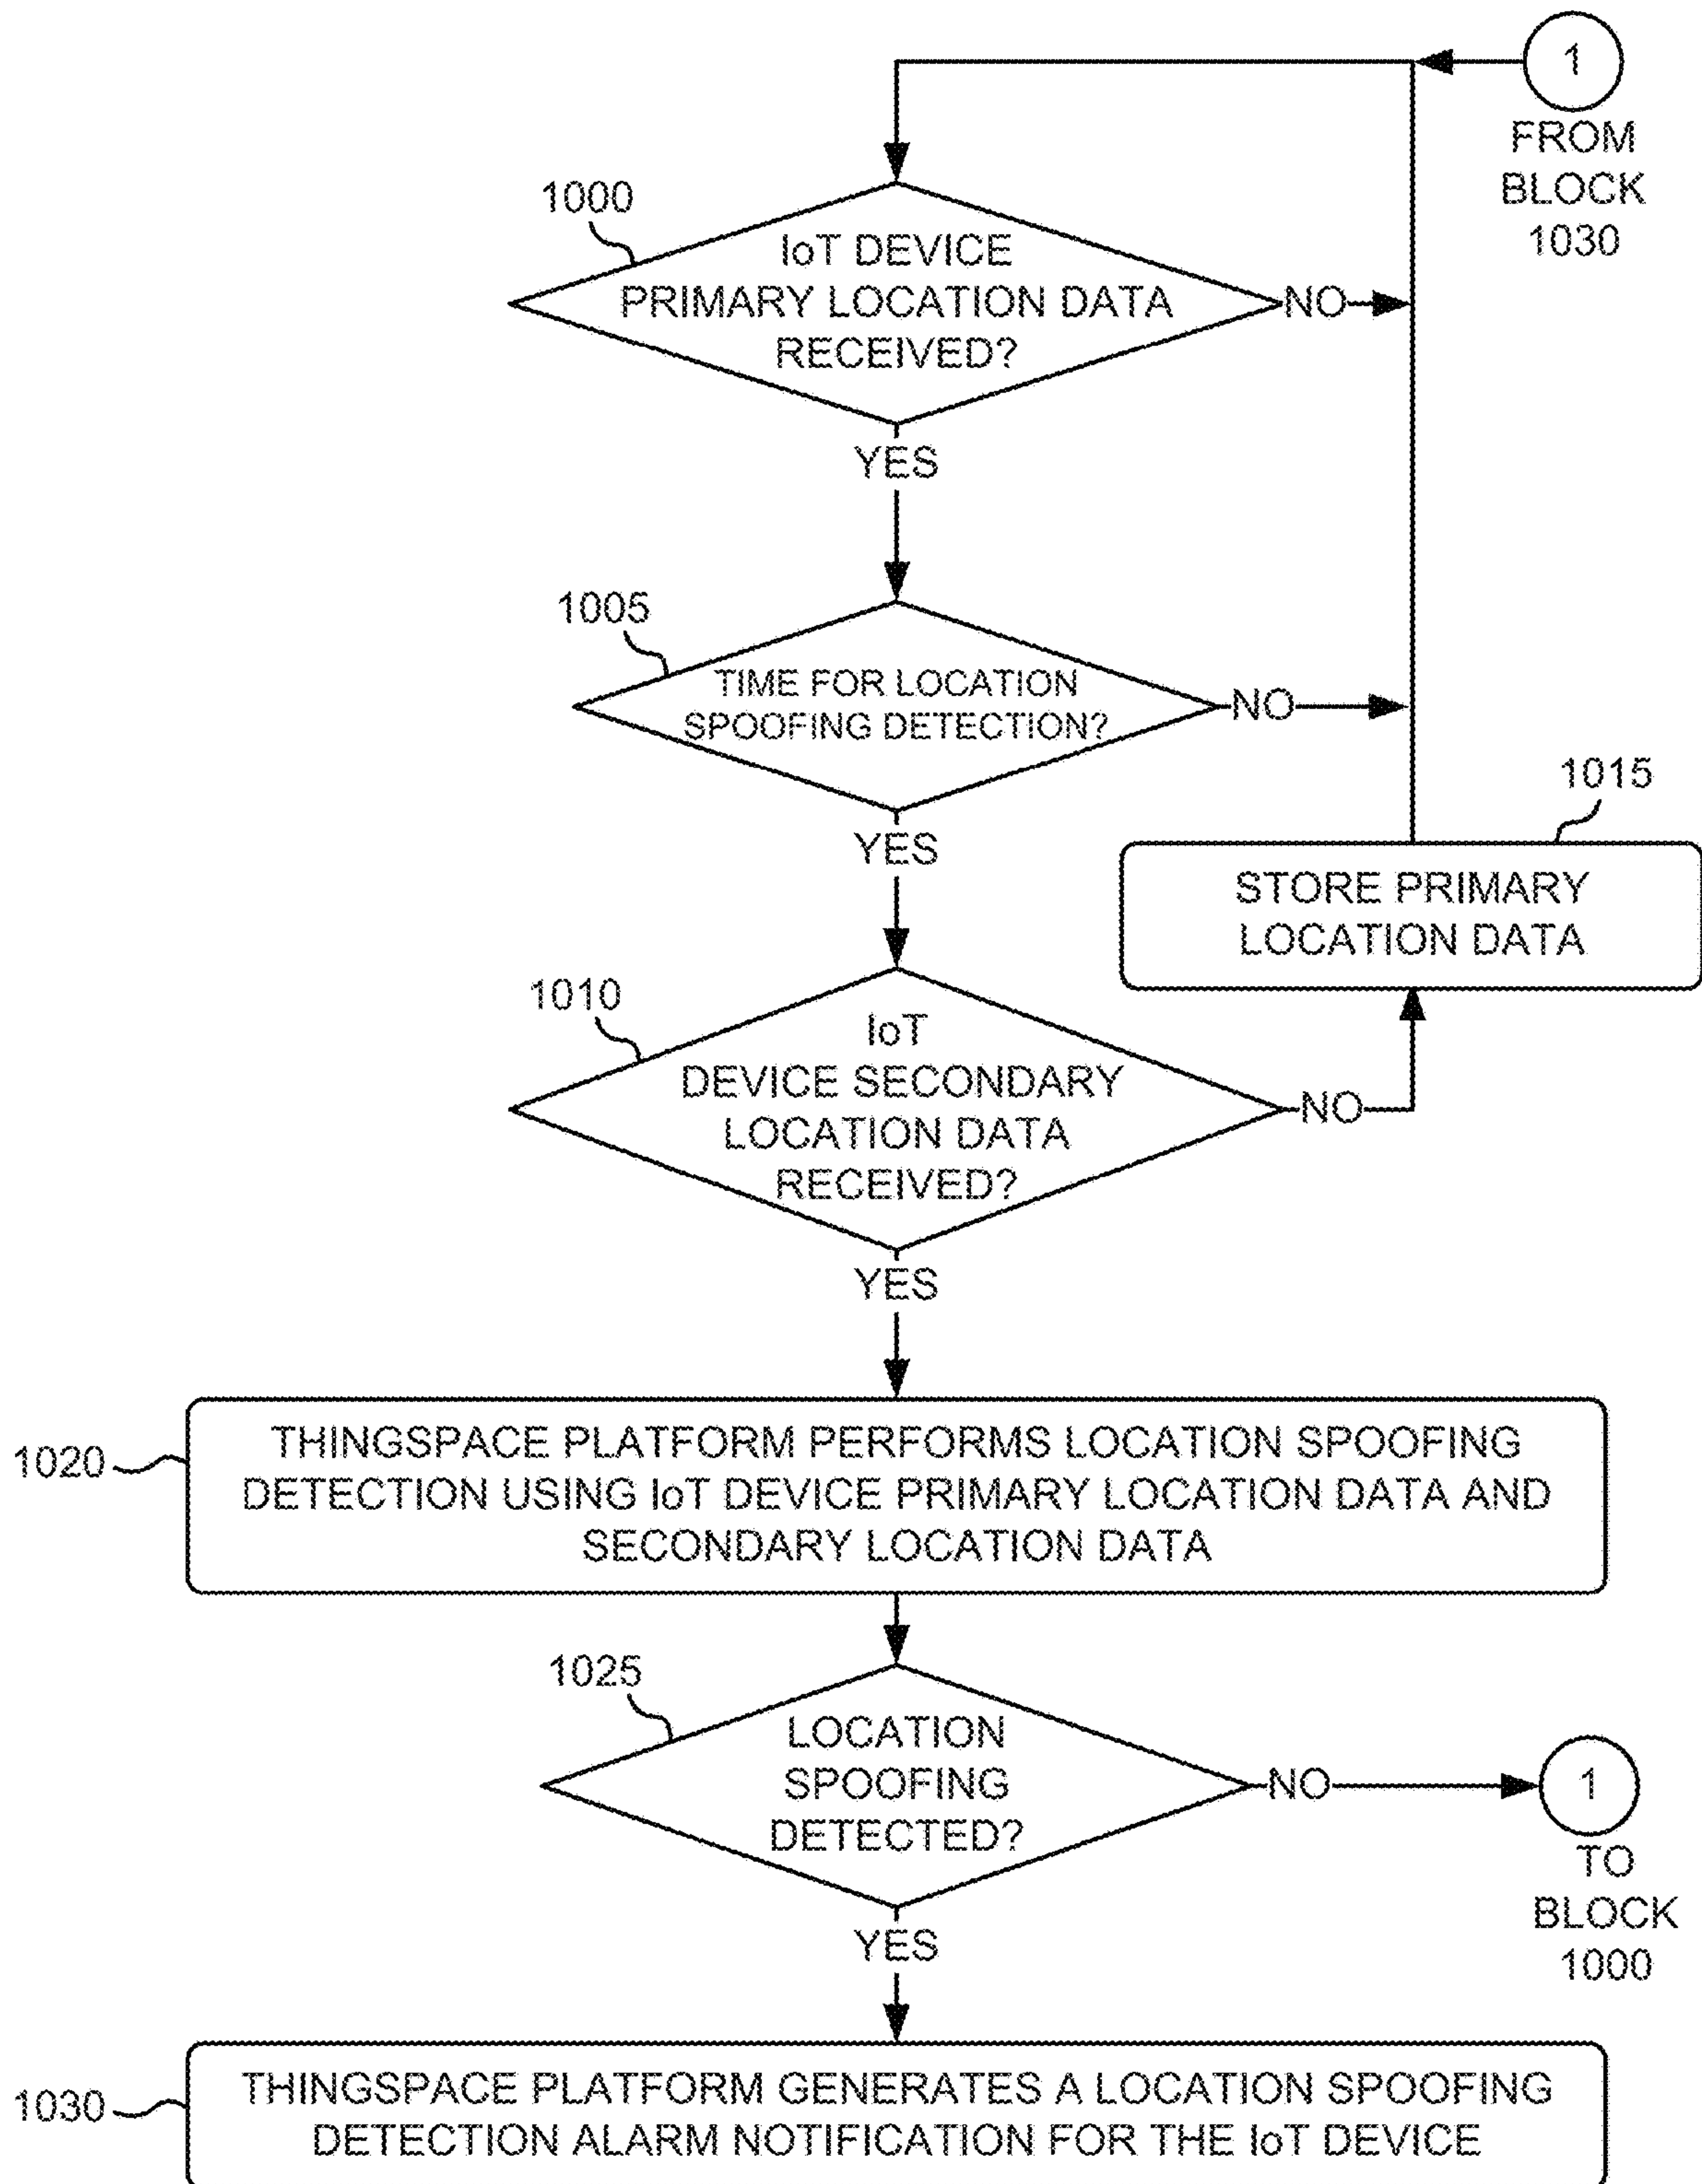 1
FROM
BLOCK
1030
1000
IoT DEVICE
PRIMARY LOCATION DATA
RECEIVED?
NO
YES
1005
TIME FOR LOCATION
SPOOFING DETECTION?
NO
YES
1015
STORE PRIMARY
LOCATION DATA
1010
IoT
DEVICE SECONDARY
LOCATION DATA
RECEIVED?
NO
YES
1020
THINGSPACE PLATFORM PERFORMS LOCATION SPOOFING
DETECTION USING IoT DEVICE PRIMARY LOCATION DATA AND
SECONDARY LOCATION DATA
1025
LOCATION
SPOOFING
DETECTED?
NO
1
TO
BLOCK
1000
YES
1030
THINGSPACE PLATFORM GENERATES A LOCATION SPOOFING
DETECTION ALARM NOTIFICATION FOR THE IoT DEVICE